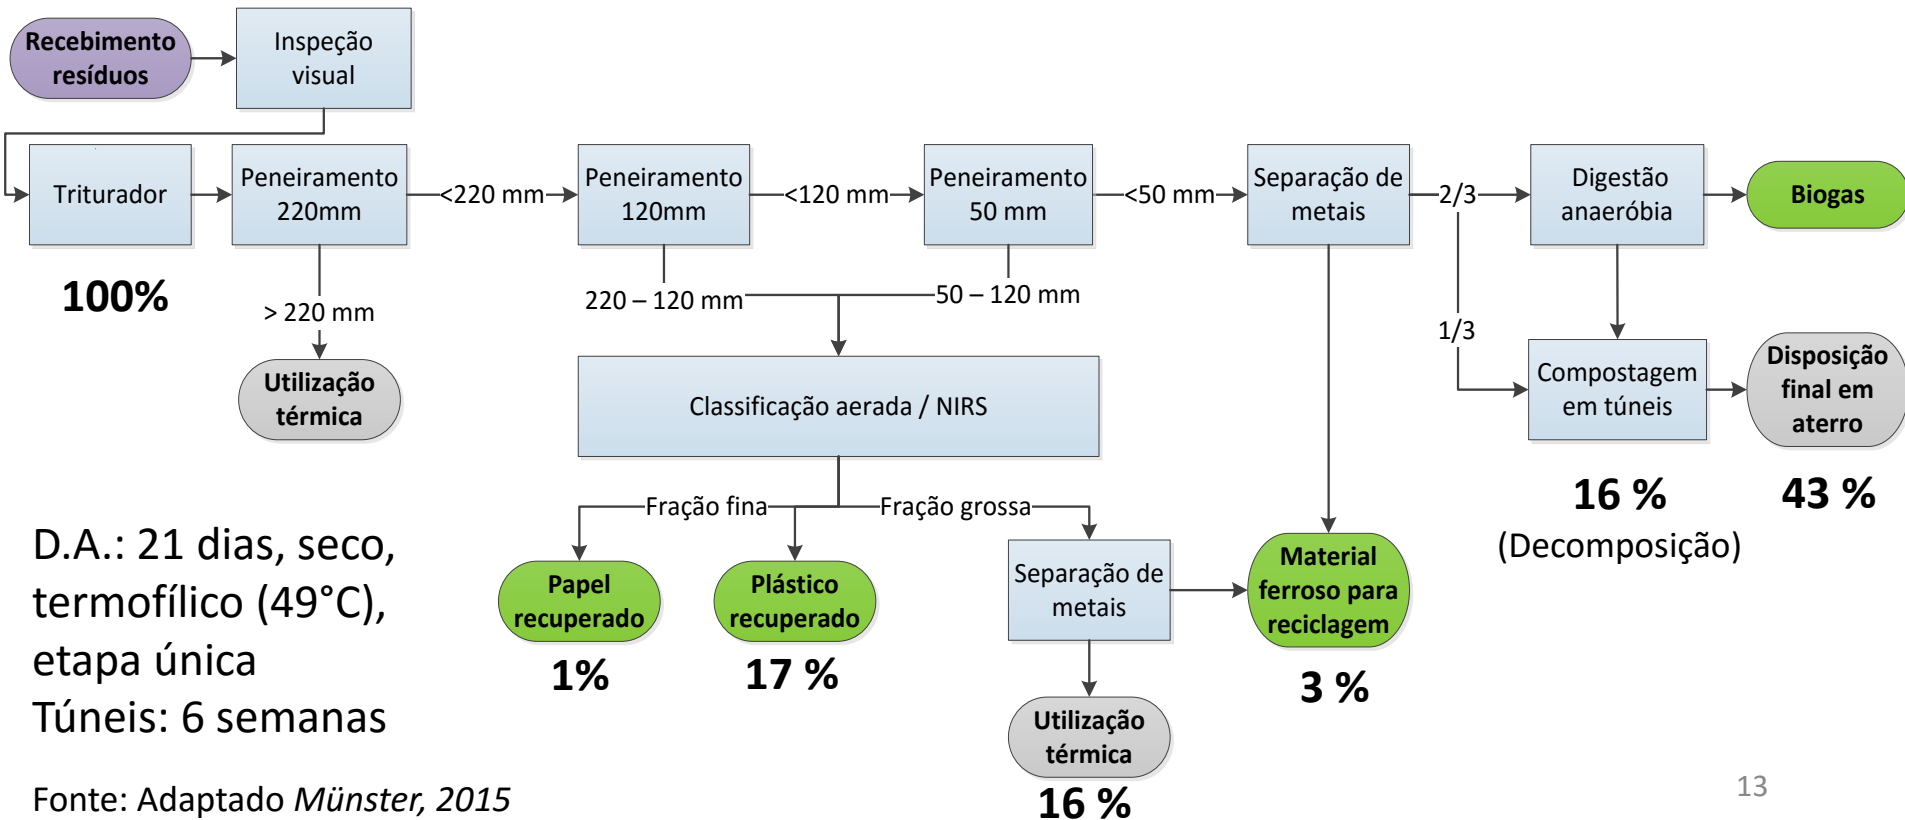 Recebimento
resíduos
Inspeção
visual
Triturador
Peneiramento
220mm
<220 mm
Peneiramento
120mm
<120 mm
Peneiramento
50 mm
<50 mm
Separação de
metais
2/3
Digestão
anaeróbia
Biogas
100%
> 220 mm
Utilização
térmica
220 – 120 mm
50 – 120 mm
1/3
Classificação aerada / NIRS
Compostagem
em túneis
Disposição
final em
aterro
16 %
(Decomposição)
43 %
Fração fina
Fração grossa
Papel
recuperado
1%
Plástico
recuperado
17 %
Separação de
metais
Material
ferroso para
reciclagem
3 %
Utilização
térmica
16 %
D.A.: 21 dias, seco,
termofílico (49°C),
etapa única
Túneis: 6 semanas
Fonte: Adaptado Münster, 2015
13